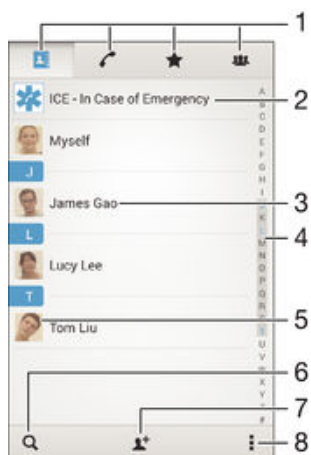 1
ICE - In Case of Emergency
2
Myself
J
James Gao
3
L
4
Lucy Lee
T
Tom Liu
5
6
7
8
A
B
C
D
E
F
G
H
I
J
K
L
M
N
O
P
Q
R
S
T
U
V
W
X
Y
Z
#